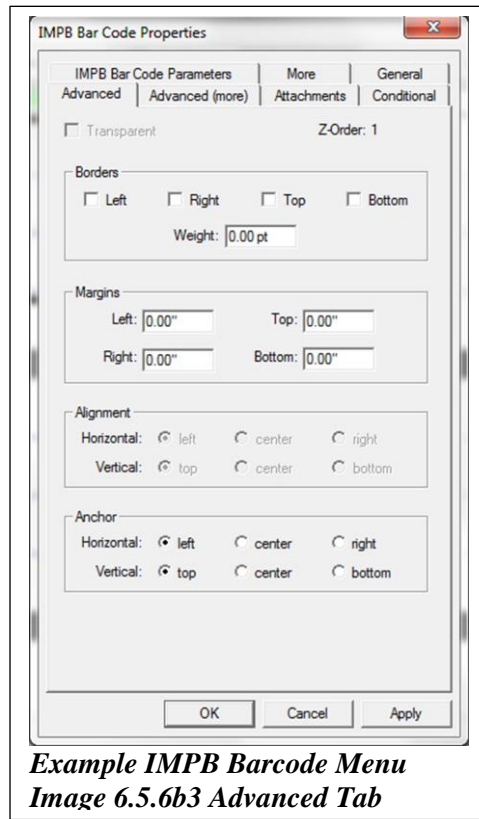 IMPB Bar Code Properties
IMPB Bar Code Parameters More General
Advanced Advanced (more) Attachments Conditional
Transparent Z-Order: 1
Borders
Left Right Top Bottom
Weight: 0.00 pt
Margins
Left: 0.00" Top: 0.00"
Right: 0.00" Bottom: 0.00"
Alignment
Horizontal: left center right
Vertical: top center bottom
Anchor
Horizontal: left center right
Vertical: top center bottom
OK Cancel Apply
Example IMPB Barcode Menu
Image 6.5.6b3 Advanced Tab